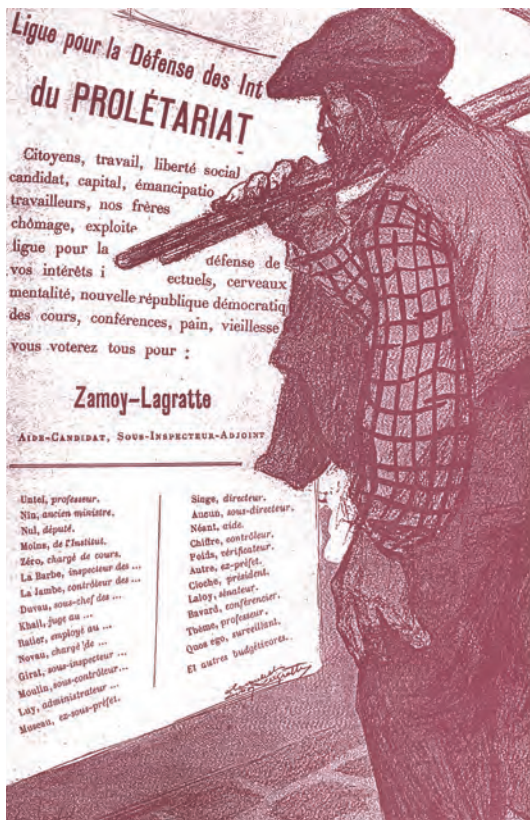 Ligue pour la Défense des Int
du PROLÉTARIAT
Citoyens, travail, liberté social
candidat, capital, émancipatio
travailleurs, nos frères
chômage, exploite
ligue pour la défense de
vos intérêts i ectuels, cerveaux
mentalité, nouvelle république démocratiq
des cours, conférences, pain, vieillesse
vous voterez tous pour :
Zamoy-Lagratte
AIDE-CANDIDAT, SOUS-INSPECTEUR-ADJOINT
Untel, professeur.
Nin, ancien ministre.
Nul, député.
Moins, de l'Institut.
Zéro, chargé de cours.
La Barbe, inspecteur des ...
La Jambe, contrôleur des ...
Duvau, sous-chef des ...
Khali, juge au ...
Ratier, employé au ...
Novau, chargé de ...
Giral, sous-inspecteur ...
Moulin, sous-contrôleur ...
Luy, administrateur ...
Museau, ex-sous-préfet.
Singe, directeur.
Aucun, sous-directeur.
Néant, aide.
Chiffre, contrôleur.
Poids, vérificateur.
Autre, ex-préfet.
Cloche, président.
Laloy, sénateur.
Bavard, conférencier.
Thème, professeur.
Quos ego, surveillant.
Et autres budgétivores.